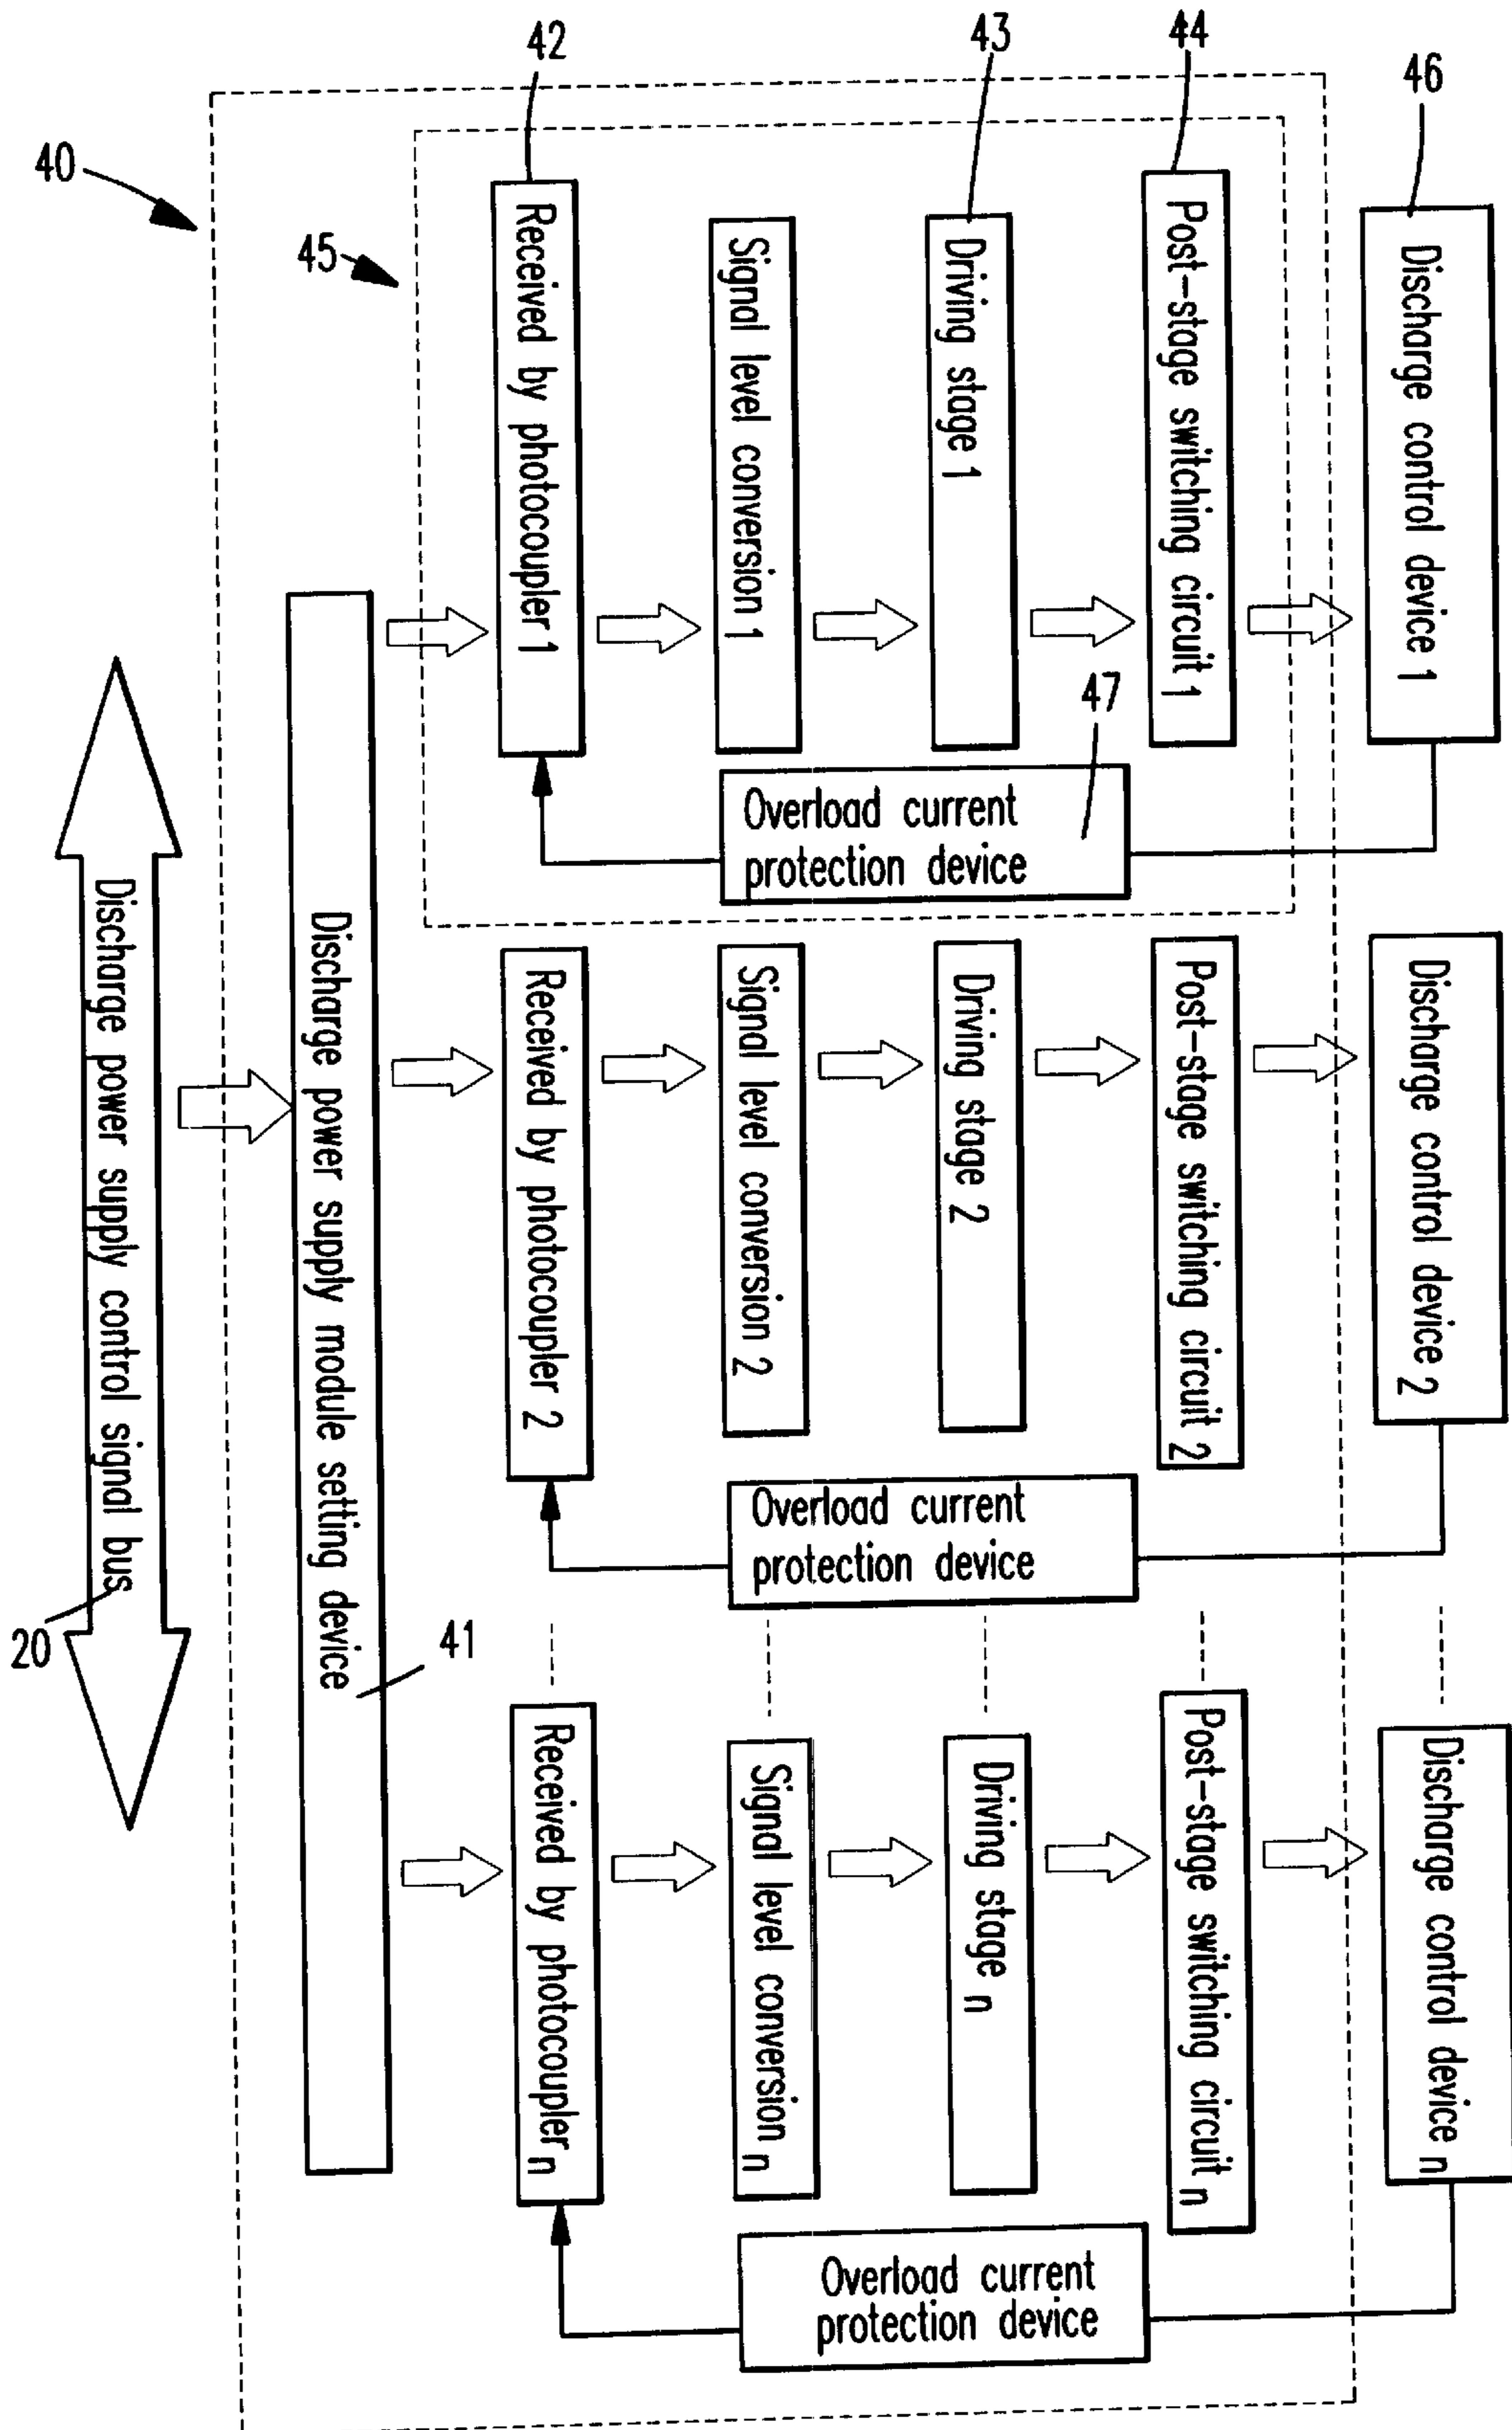 42
43
44
46
40
45
Received by photocoupler 1
Signal level conversion 1
Driving stage 1
Post-stage switching circuit 1
Discharge control device 1
47
Overload current
protection device
Discharge power supply control signal bus
20
Discharge power supply module setting device
41
Received by photocoupler 2
Signal level conversion 2
Driving stage 2
Post-stage switching circuit 2
Discharge control device 2
Overload current
protection device
Received by photocoupler n
Signal level conversion n
Driving stage n
Post-stage switching circuit n
Discharge control device n
Overload current
protection device